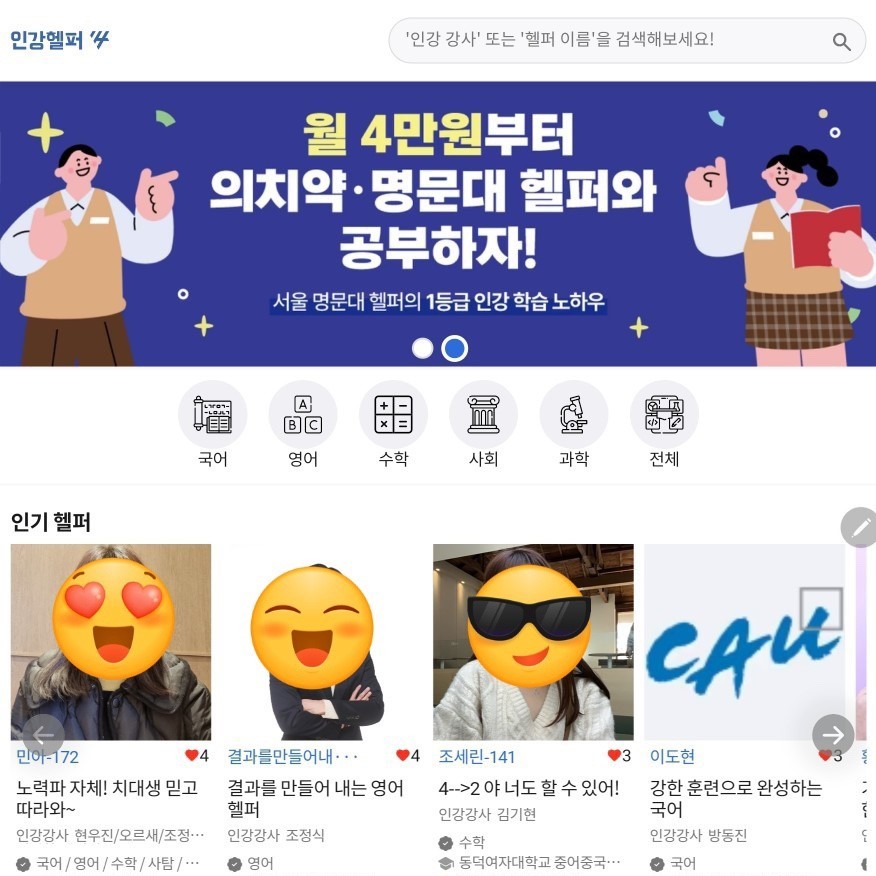 인강헬퍼
'인강 강사' 또는 '헬퍼 이름'을 검색해보세요!
월 4만원부터
의치약·명문대 헬퍼와
공부하자!
서울 명문대 헬퍼의 1등급 인강 학습 노하우
A
B C
국어 영어 수학 사회 과학 전체
인기 헬퍼
CAU
민아-172 4
결과를만들어내··· 4
조세린-141 3
이도현 3
노력파 자체! 치대생 믿고
따라와~
결과를 만들어 내는 영어
헬퍼
4-->2 야 너도 할 수 있어!
강한 훈련으로 완성하는
국어
인강강사 현우진/오르새/조정···
인강강사 조정식
인강강사 김기현
인강강사 방동진
국어 / 영어 / 수학 / 사탐 / ···
영어
수학
동덕여자대학교 중어중국···
국어